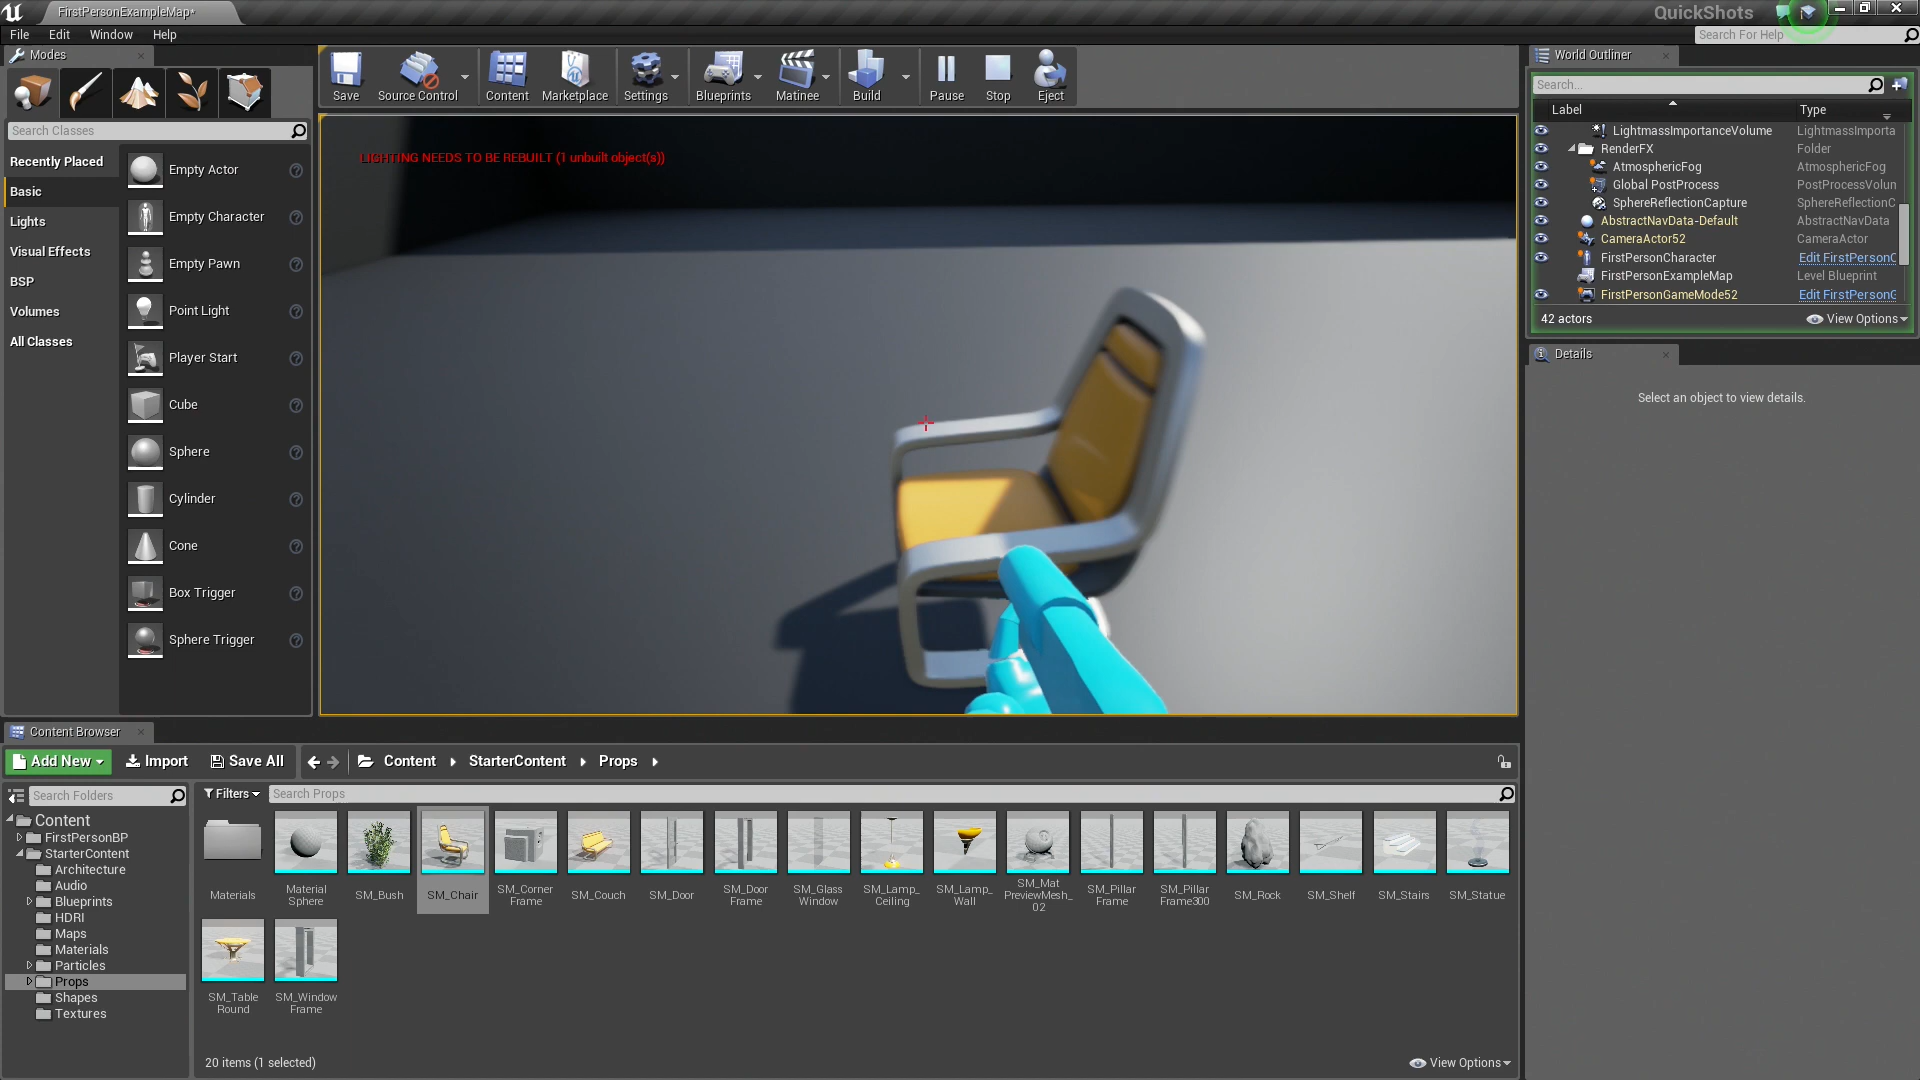 FirstPersonExampleMap*
QuickShots
File Edit Window Help
Search For Help
Modes
Search Classes
Recently Placed
Basic
Lights
Visual Effects
BSP
Volumes
All Classes
Empty Actor
Empty Character
Empty Pawn
Point Light
Player Start
Cube
Sphere
Cylinder
Cone
Box Trigger
Sphere Trigger
Save Source Control Content Marketplace Settings Blueprints Matinee Build Pause Stop Eject
LIGHTING NEEDS TO BE REBUILT (1 unbuilt object(s))
World Outliner
Search...
Label Type
LightmassImportanceVolume LightmassImporta
RenderFX Folder
AtmosphericFog AtmosphericFog
Global PostProcess PostProcessVolun
SphereReflectionCapture SphereReflectionC
AbstractNavData-Default AbstractNavData
CameraActor52 CameraActor
FirstPersonCharacter Edit FirstPersonC
FirstPersonExampleMap Level Blueprint
FirstPersonGameMode52 Edit FirstPersonG
42 actors View Options
Details
Select an object to view details.
Content Browser
Add New Import Save All Content StarterContent Props
Search Folders
Filters Search Props
Content
FirstPersonBP
StarterContent
Architecture
Audio
Blueprints
HDRI
Maps
Materials
Particles
Props
Shapes
Textures
Materials
Material
Sphere
SM_Bush
SM_Chair
SM_Corner
Frame
SM_Couch
SM_Door
SM_Door
Frame
SM_Glass
Window
SM_Lamp_
Ceiling
SM_Lamp_
Wall
SM_Mat
PreviewMesh_
02
SM_Pillar
Frame
SM_Pillar
Frame300
SM_Rock
SM_Shelf
SM_Stairs
SM_Statue
SM_Table
Round
SM_Window
Frame
20 items (1 selected) View Options